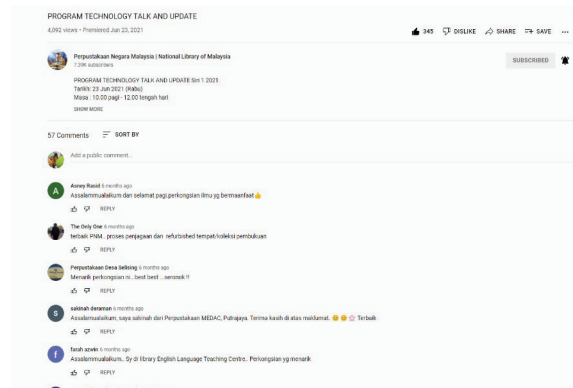 PROGRAM TECHNOLOGY TALK AND UPDATE
4,092 views • Premiered Jun 23, 2021
345 DISLIKE SHARE SAVE ...
Perpustakaan Negara Malaysia | National Library of Malaysia
7.39K subscribers
SUBSCRIBED
PROGRAM TECHNOLOGY TALK AND UPDATE Siri 1 2021
Tarikh: 23 Jun 2021 (Rabu)
Masa : 10.00 pagi - 12.00 tengah hari
SHOW MORE
57 Comments SORT BY
Add a public comment...
A
Asney Rasid 6 months ago
Assalammualaikum dan selamat pagi,perkongsian ilmu yg bermaanfaat👍
REPLY
The Only One 6 months ago
terbaik PNM.. proses penjagaan dan refurbished tempat/koleksi pembukuan
REPLY
Perpustakaan Desa Selising 6 months ago
Menarik perkongsian ni.. best best ...seronok !!
REPLY
S
sakinah deraman 6 months ago
Assalamualaikum, saya sakinah dari Perpustakaan MEDAC, Putrajaya. Terima kasih di atas maklumat. 😊 😊 🌸 Terbaik
REPLY
f
farah azwin 6 months ago
Assalammualaikum.. Sy dr library English Language Teaching Centre.. Perkongsian yg menarik
REPLY